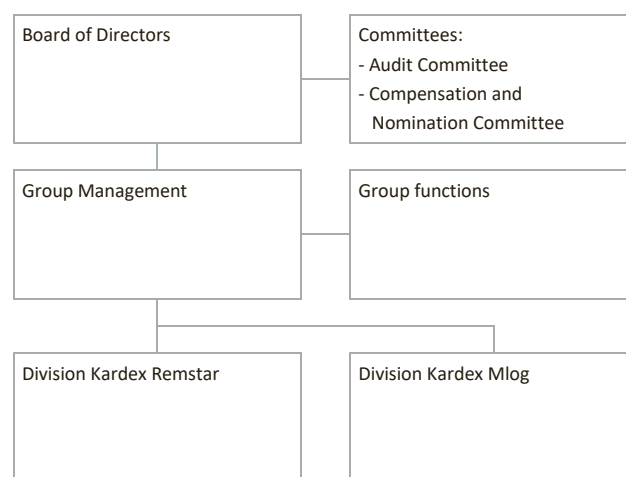 Board of Directors
Committees:
- Audit Committee
- Compensation and
Nomination Committee
Group Management
Group functions
Division Kardex Remstar
Division Kardex Mlog